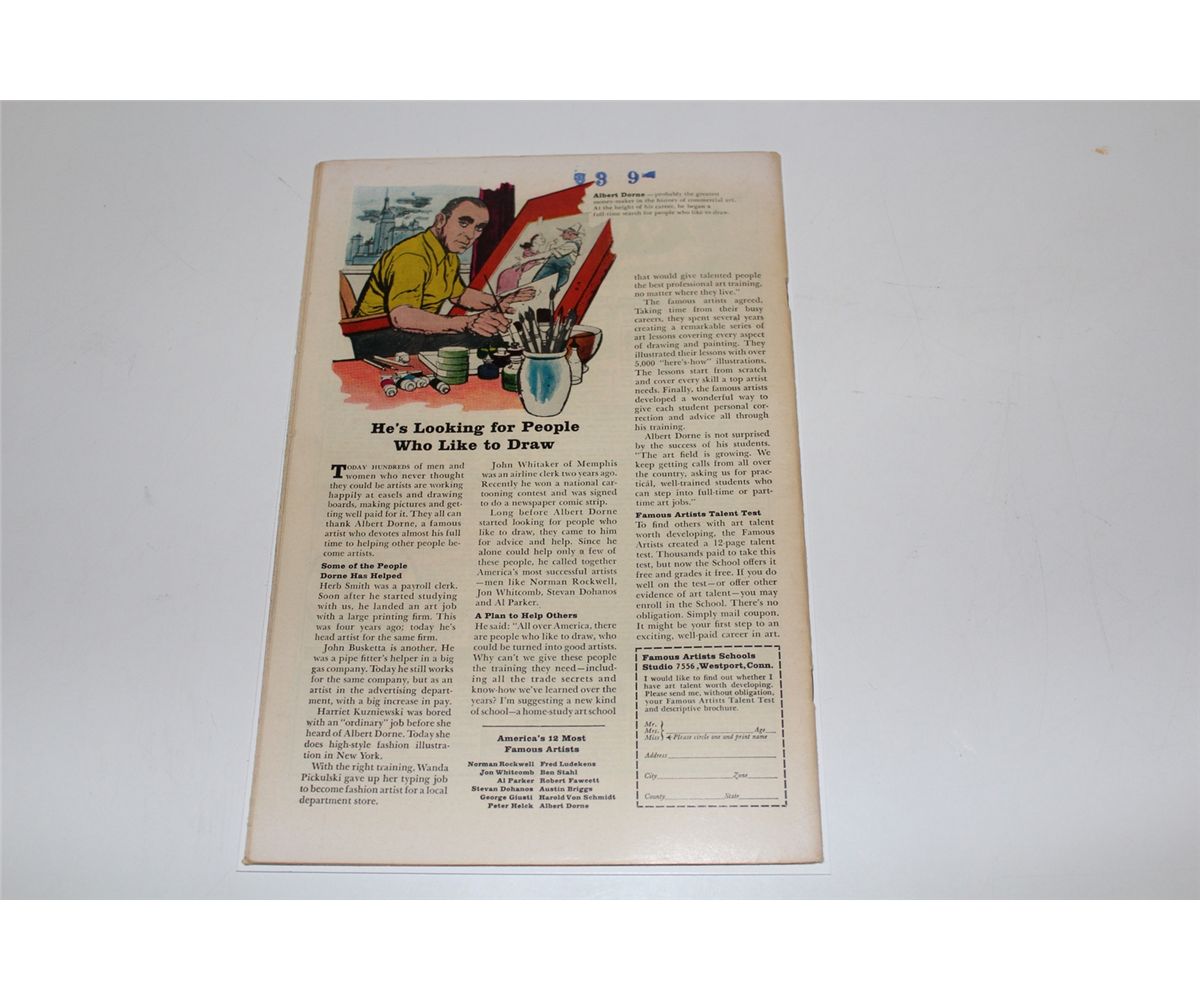 3 9
Albert Dorne — probably the greatest
money-maker in the history of commercial art.
At the height of his career, he began a
full-time search for people who like to draw.
He's Looking for People
Who Like to Draw
TODAY HUNDREDS of men and
women who never thought
they could be artists are working
happily at easels and drawing
boards, making pictures and get-
ting well paid for it. They all can
thank Albert Dorne, a famous
artist who devotes almost his full
time to helping other people be-
come artists.
Some of the People
Dorne Has Helped
Herb Smith was a payroll clerk.
Soon after he started studying
with us, he landed an art job
with a large printing firm. This
was four years ago; today he's
head artist for the same firm.
John Busketta is another. He
was a pipe fitter's helper in a big
gas company. Today he still works
for the same company, but as an
artist in the advertising depart-
ment, with a big increase in pay.
Harriet Kuzniewski was bored
with an "ordinary" job before she
heard of Albert Dorne. Today she
does high-style fashion illustra-
tion in New York.
With the right training, Wanda
Pickulski gave up her typing job
to become fashion artist for a local
department store.
John Whitaker of Memphis
was an airline clerk two years ago.
Recently he won a national car-
tooning contest and was signed
to do a newspaper comic strip.
Long before Albert Dorne
started looking for people who
like to draw, they came to him
for advice and help. Since he
alone could help only a few of
these people, he called together
America's most successful artists
—men like Norman Rockwell,
Jon Whitcomb, Stevan Dohanos
and Al Parker.
A Plan to Help Others
He said: "All over America, there
are people who like to draw, who
could be turned into good artists.
Why can't we give these people
the training they need—includ-
ing all the trade secrets and
know-how we've learned over the
years? I'm suggesting a new kind
of school—a home-study art school
America's 12 Most
Famous Artists
Norman Rockwell Fred Ludekens
Jon Whitcomb Ben Stahl
Al Parker Robert Fawcett
Stevan Dohanos Austin Briggs
George Giusti Harold Von Schmidt
Peter Helck Albert Dorne
that would give talented people
the best professional art training,
no matter where they live."
The famous artists agreed.
Taking time from their busy
careers, they spent several years
creating a remarkable series of
art lessons covering every aspect
of drawing and painting. They
illustrated their lessons with over
5,000 "here's-how" illustrations.
The lessons start from scratch
and cover every skill a top artist
needs. Finally, the famous artists
developed a wonderful way to
give each student personal cor-
rection and advice all through
his training.
Albert Dorne is not surprised
by the success of his students.
"The art field is growing. We
keep getting calls from all over
the country, asking us for prac-
tical, well-trained students who
can step into full-time or part-
time art jobs."
Famous Artists Talent Test
To find others with art talent
worth developing, the Famous
Artists created a 12-page talent
test. Thousands paid to take this
test, but now the School offers it
free and grades it free. If you do
well on the test—or offer other
evidence of art talent—you may
enroll in the School. There's no
obligation. Simply mail coupon.
It might be your first step to an
exciting, well-paid career in art.
Famous Artists Schools
Studio 7556, Westport, Conn.
I would like to find out whether I
have art talent worth developing.
Please send me, without obligation,
your Famous Artists Talent Test
and descriptive brochure.
Mr.
Mrs. Age
Miss Please circle one and print name
Address
City Zone
County State